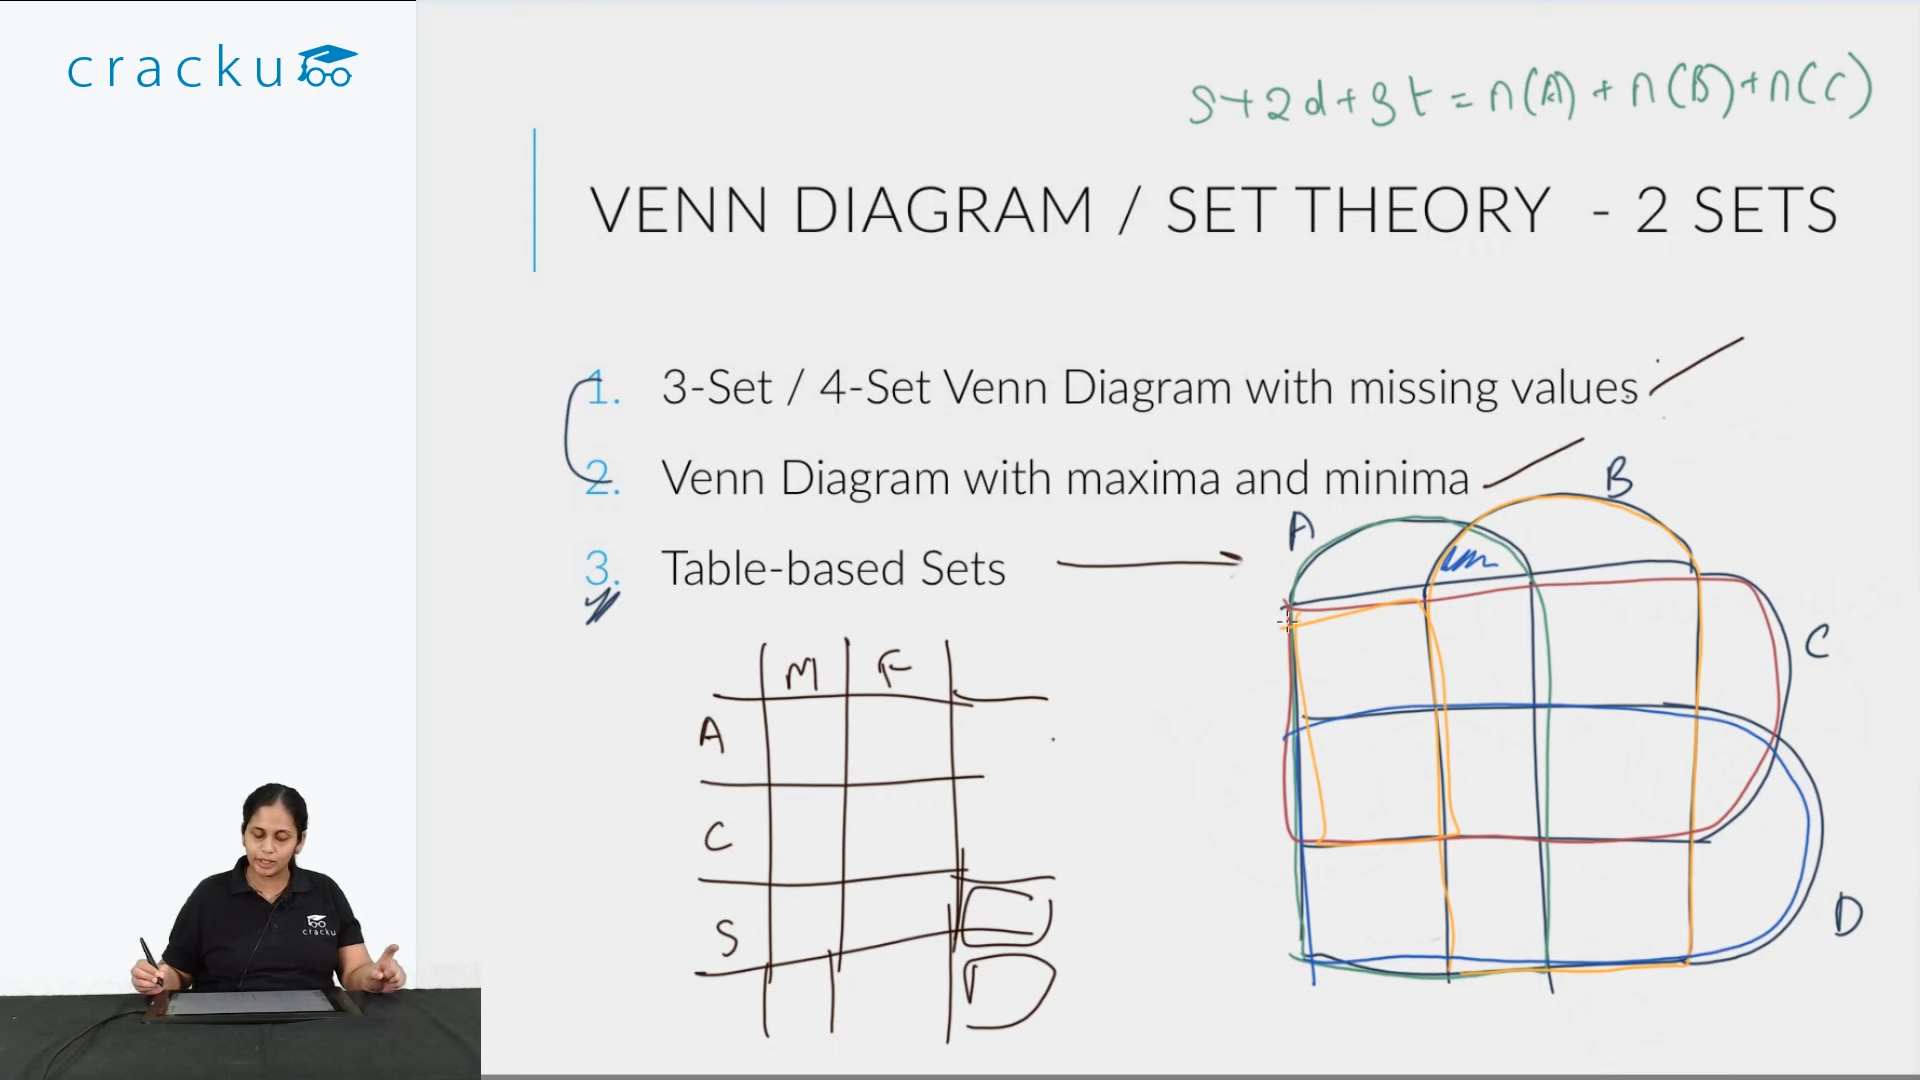 cracku
S+2d+3t = n(A) + n(B) + n(C)
VENN DIAGRAM / SET THEORY - 2 SETS
1. 3-Set / 4-Set Venn Diagram with missing values
2. Venn Diagram with maxima and minima
3. Table-based Sets
A
B
C
D
M F
A
C
S
cracku